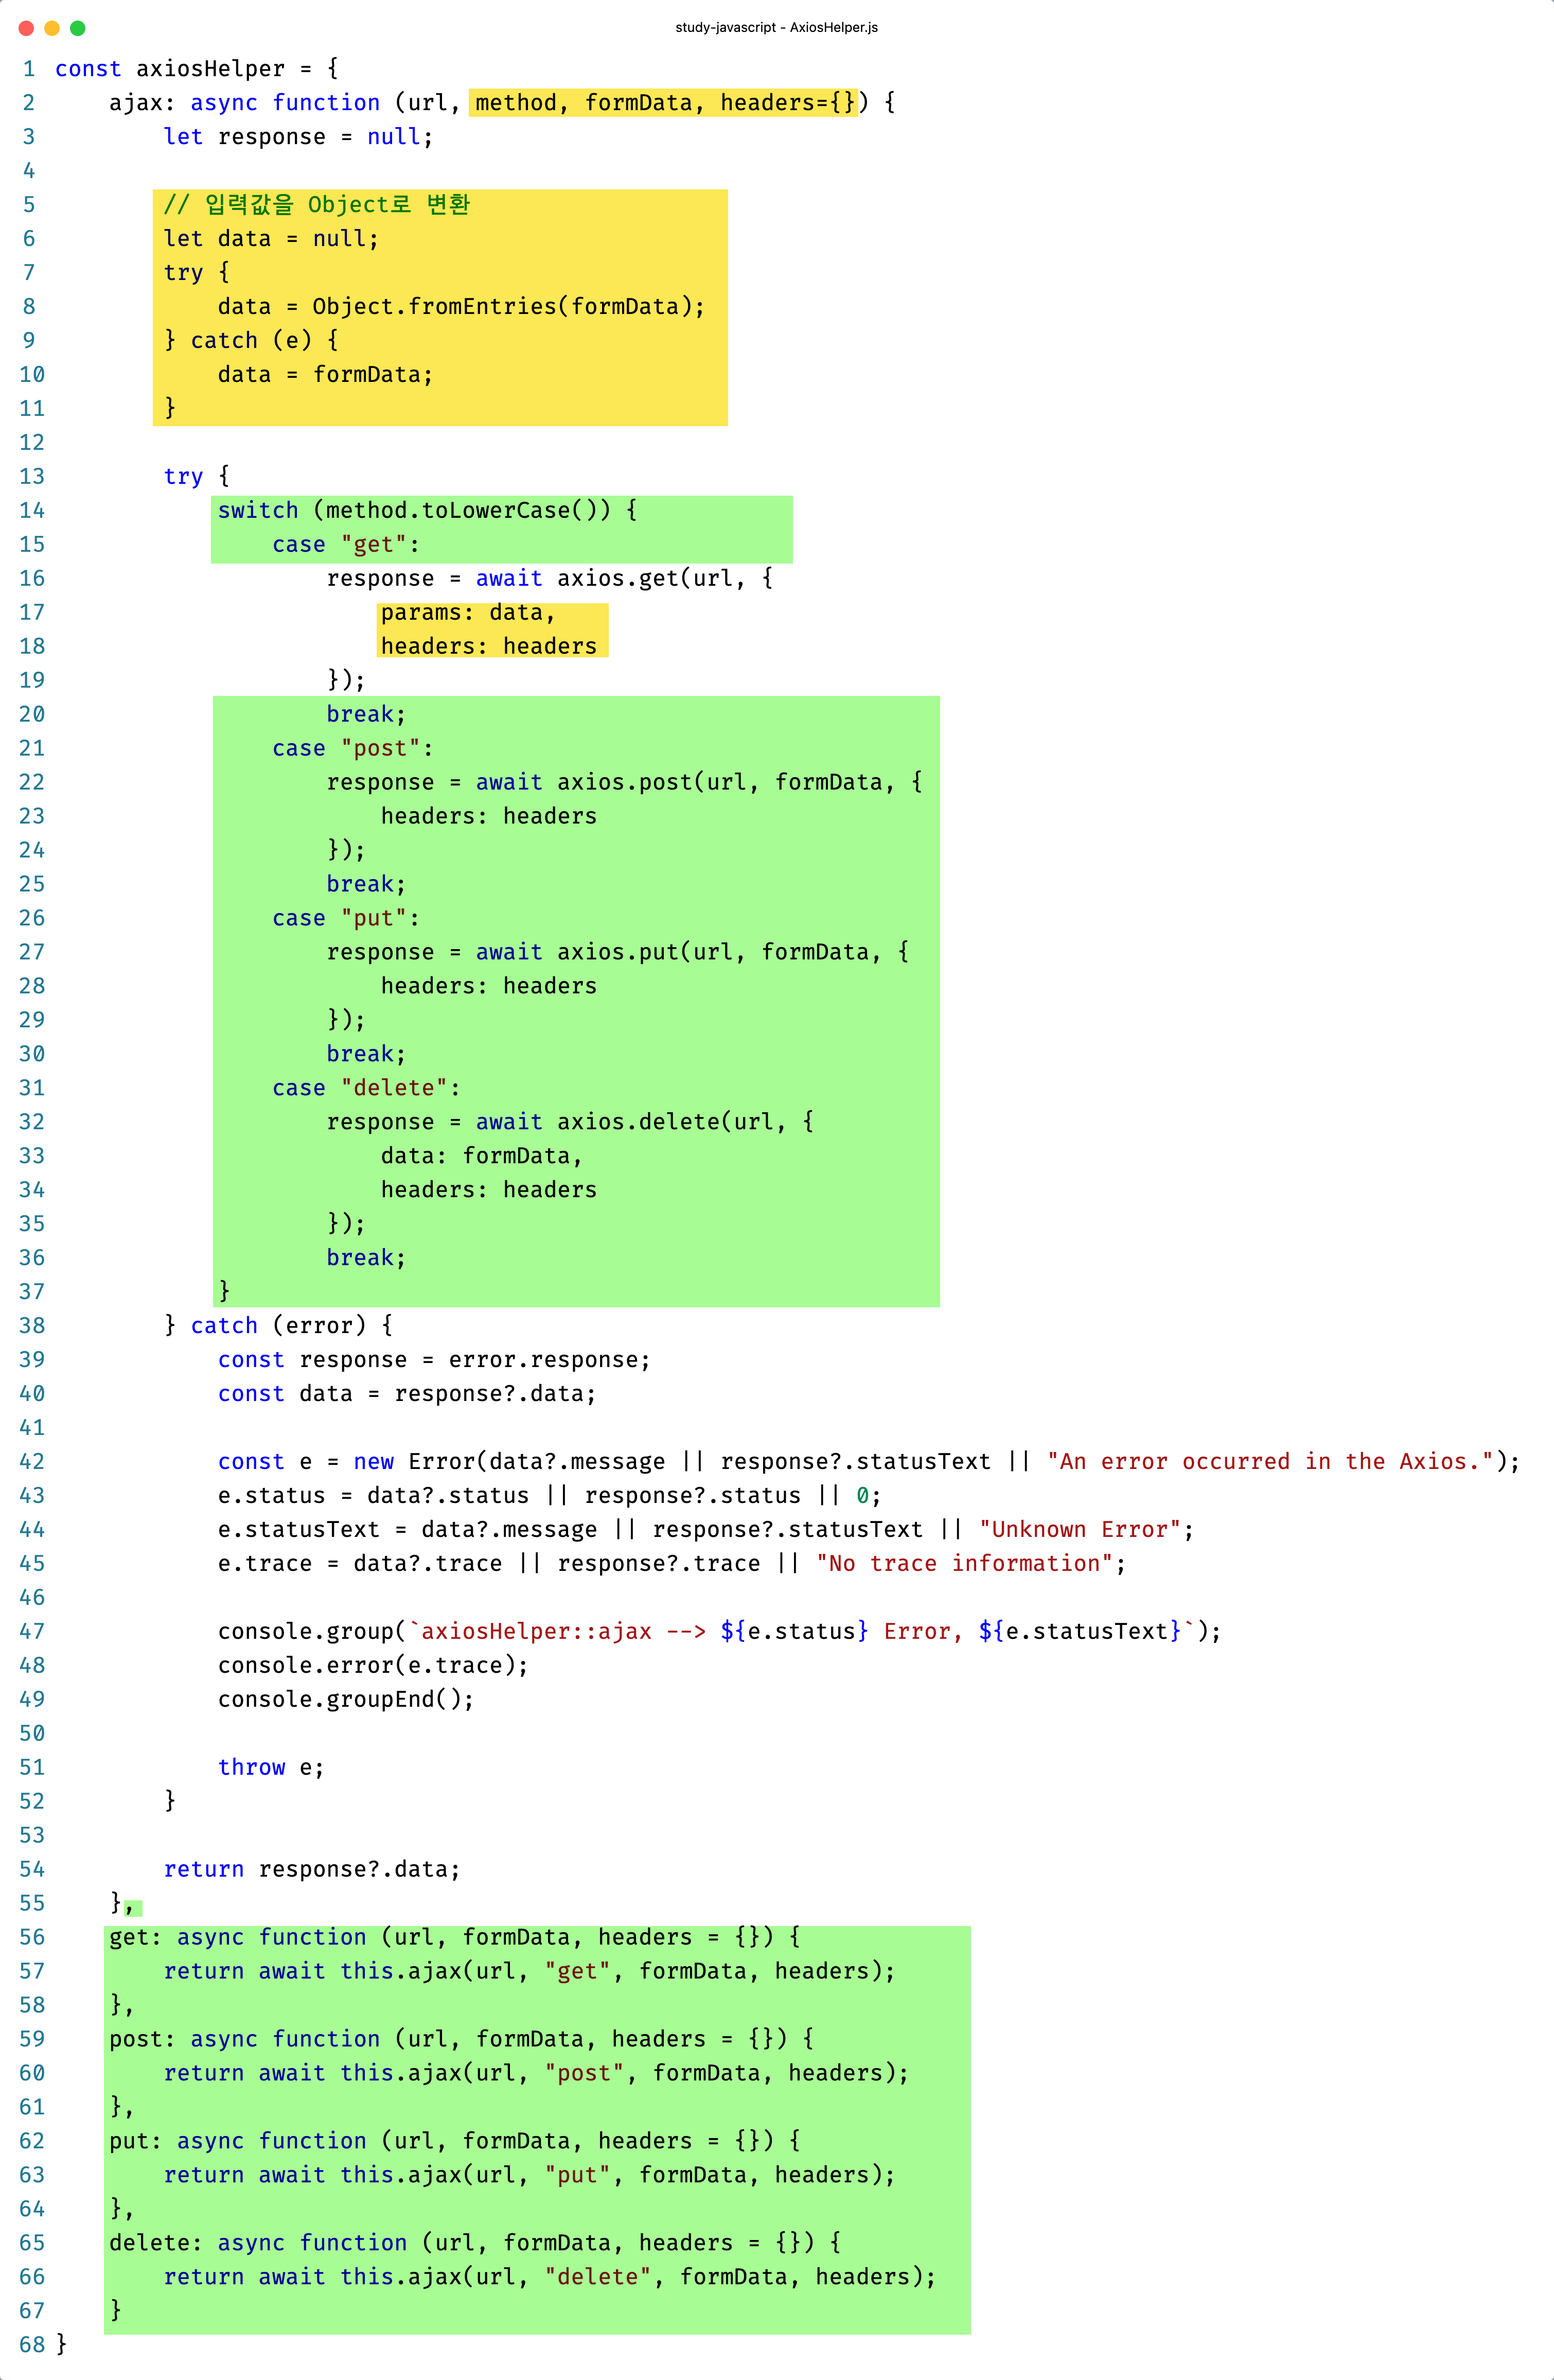 study-javascript - AxiosHelper.js
1 const axiosHelper = {
2     ajax: async function (url, method, formData, headers={}) {
3         let response = null;
4
5         // 입력값을 Object로 변환
6         let data = null;
7         try {
8             data = Object.fromEntries(formData);
9         } catch (e) {
10             data = formData;
11         }
12
13         try {
14             switch (method.toLowerCase()) {
15                 case "get":
16                     response = await axios.get(url, {
17                         params: data,
18                         headers: headers
19                     });
20                     break;
21                 case "post":
22                     response = await axios.post(url, formData, {
23                         headers: headers
24                     });
25                     break;
26                 case "put":
27                     response = await axios.put(url, formData, {
28                         headers: headers
29                     });
30                     break;
31                 case "delete":
32                     response = await axios.delete(url, {
33                         data: formData,
34                         headers: headers
35                     });
36                     break;
37             }
38         } catch (error) {
39             const response = error.response;
40             const data = response?.data;
41
42             const e = new Error(data?.message || response?.statusText || "An error occurred in the Axios.");
43             e.status = data?.status || response?.status || 0;
44             e.statusText = data?.message || response?.statusText || "Unknown Error";
45             e.trace = data?.trace || response?.trace || "No trace information";
46
47             console.group(`axiosHelper::ajax --> ${e.status} Error, ${e.statusText}`);
48             console.error(e.trace);
49             console.groupEnd();
50
51             throw e;
52         }
53
54         return response?.data;
55     },
56     get: async function (url, formData, headers = {}) {
57         return await this.ajax(url, "get", formData, headers);
58     },
59     post: async function (url, formData, headers = {}) {
60         return await this.ajax(url, "post", formData, headers);
61     },
62     put: async function (url, formData, headers = {}) {
63         return await this.ajax(url, "put", formData, headers);
64     },
65     delete: async function (url, formData, headers = {}) {
66         return await this.ajax(url, "delete", formData, headers);
67     }
68 }